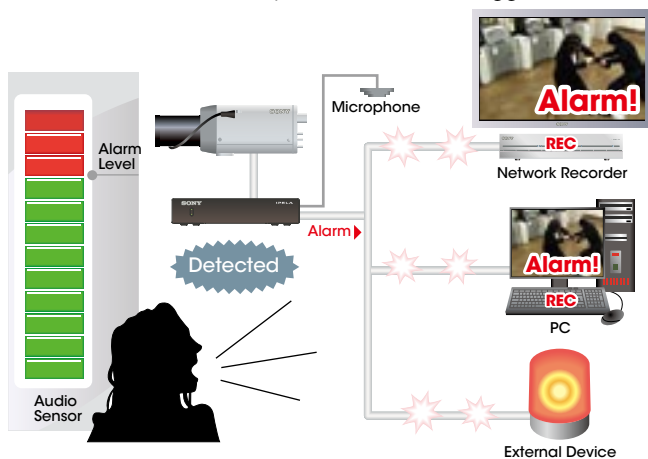 Alarm!
SONY
Microphone
REC
Alarm
Level
Network Recorder
SONY
IPELA
Alarm
Detected
Alarm!
REC
PC
Audio
Sensor
External Device